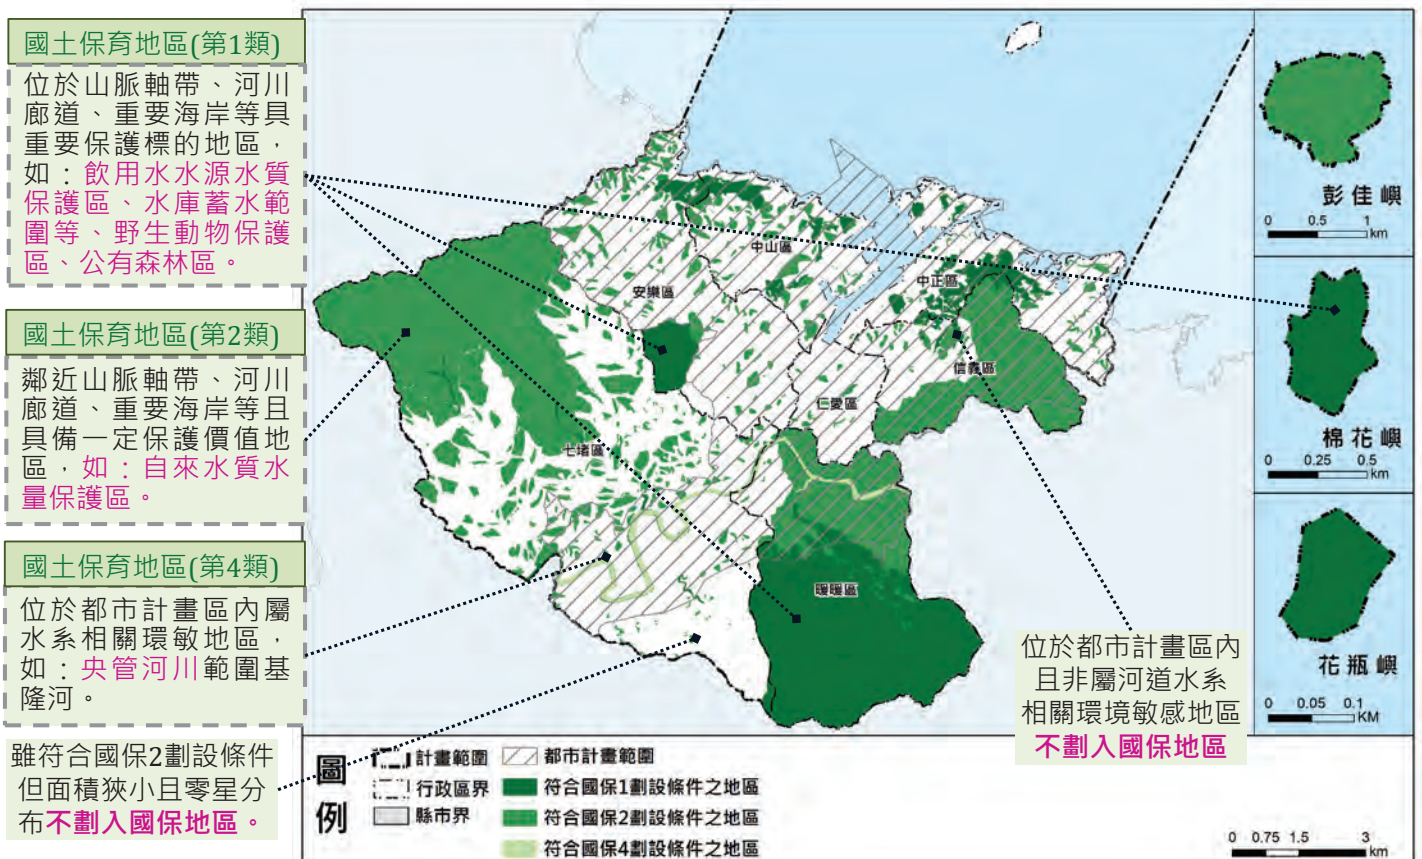 國土保育地區(第1類)
位於山脈軸帶、河川
廊道、重要海岸等具
重要保護標的地區，
如：飲用水水源水質
保護區、水庫蓄水範
圍等、野生動物保護
區、公有森林區。
國土保育地區(第2類)
鄰近山脈軸帶、河川
廊道、重要海岸等且
具備一定保護價值地
區，如：自來水質水
量保護區。
國土保育地區(第4類)
位於都市計畫區內屬
水系相關環敏地區，
如：央管河川範圍基
隆河。
雖符合國保2劃設條件
但面積狹小且零星分
布不劃入國保地區。
中山區
安樂區
中正區
信義區
仁愛區
七堵區
暖暖區
位於都市計畫區內
且非屬河道水系
相關環境敏感地區
不劃入國保地區
彭佳嶼
0 0.5 1
km
棉花嶼
0 0.25 0.5
km
花瓶嶼
0 0.05 0.1
KM
圖例
計畫範圍
行政區界
縣市界
都市計畫範圍
符合國保1劃設條件之地區
符合國保2劃設條件之地區
符合國保4劃設條件之地區
0 0.75 1.5 3
km